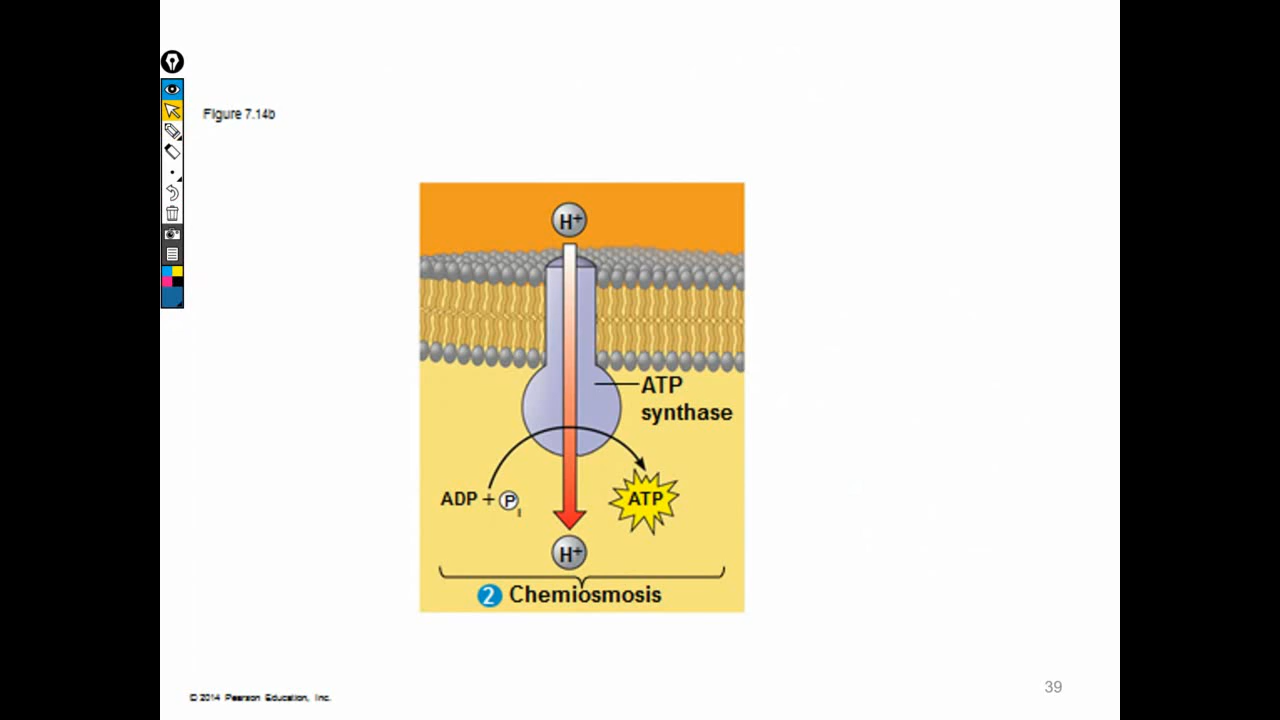 Figure 7.14b
H+
ATP
synthase
ADP + P i
ATP
H+
2 Chemiosmosis
39
© 2014 Pearson Education, Inc.